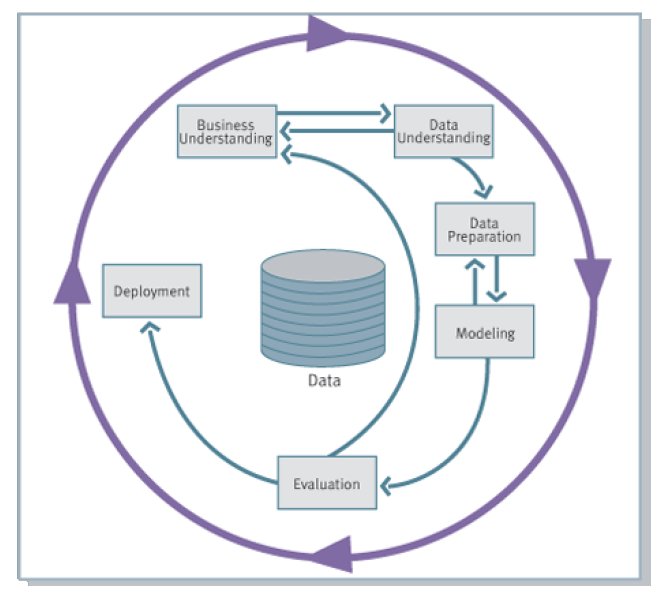 Business
Understanding
Data
Understanding
Data
Preparation
Deployment
Modeling
Data
Evaluation